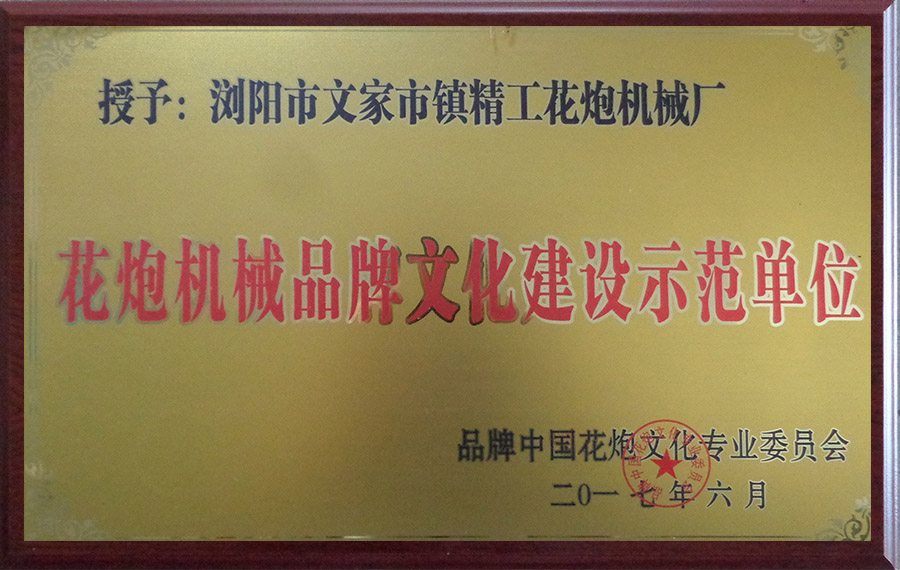 授予：浏阳市文家市镇精工花炮机械厂
花炮机械品牌文化建设示范单位
品牌中国花炮文化专业委员会
二0一七年六月